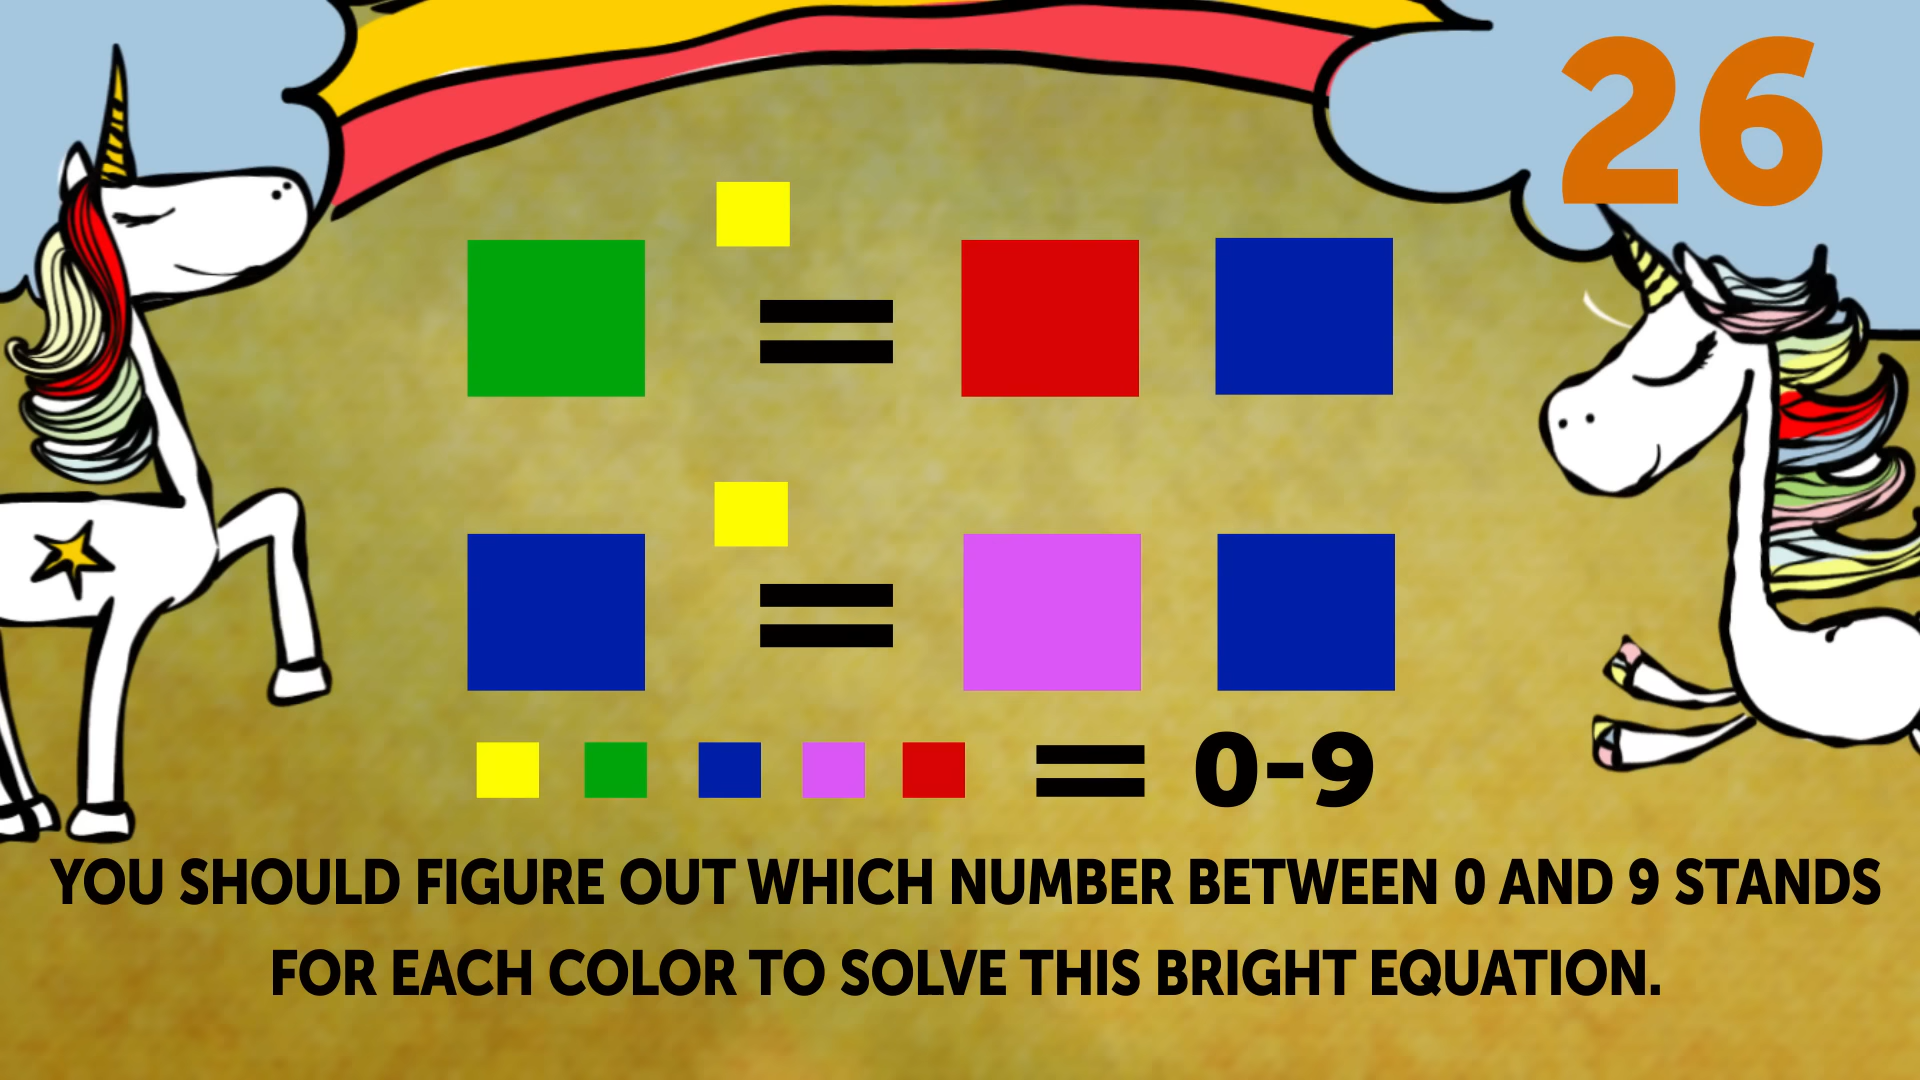 26
=
=
= 0-9
YOU SHOULD FIGURE OUT WHICH NUMBER BETWEEN 0 AND 9 STANDS
FOR EACH COLOR TO SOLVE THIS BRIGHT EQUATION.